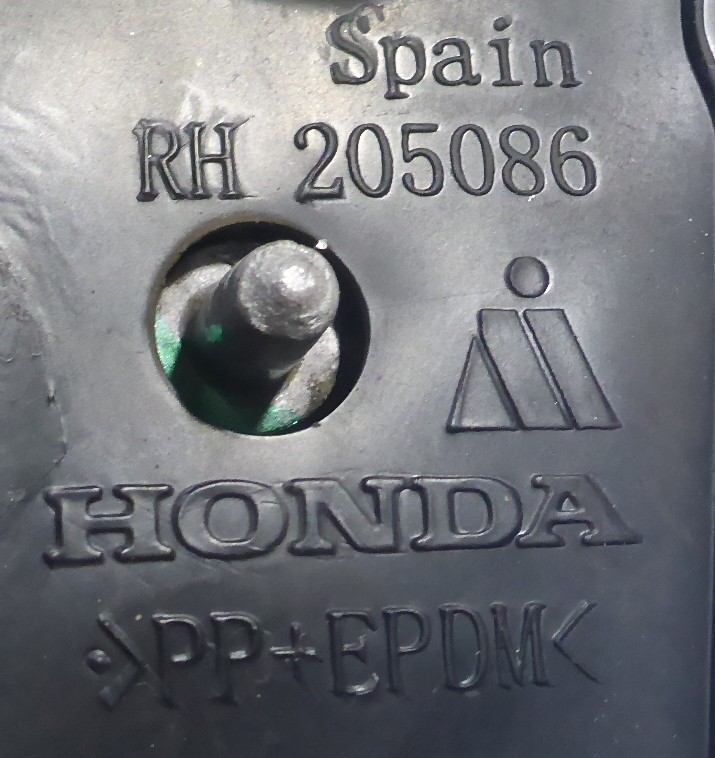 Spain
RH 205086
HONDA
>PP+EPDM<